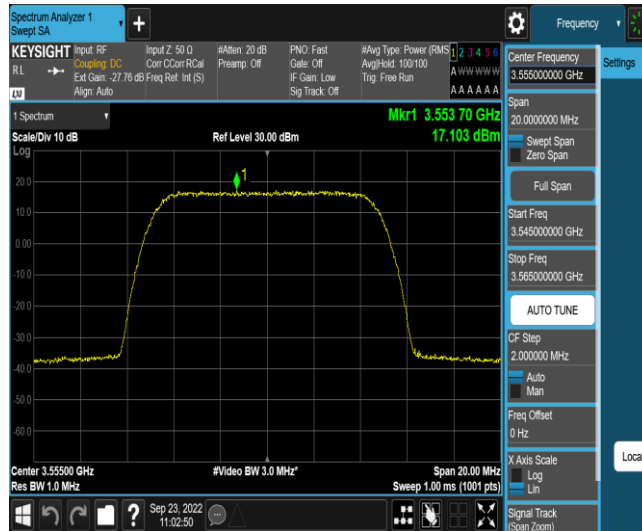 Spectrum Analyzer 1
Swept SA
Frequency
KEYSIGHT
RL
LXI
Input: RF
Coupling: DC
Ext Gain: -27.76 dB
Align: Auto
Input Z: 50 Ω
Corr CCorr RCal
Freq Ref: Int (S)
#Atten: 20 dB
Preamp: Off
PNO: Fast
Gate: Off
IF Gain: Low
Sig Track: Off
#Avg Type: Power (RMS
Avg|Hold: 100/100
Trig: Free Run
1 2 3 4 5 6
A W W W W W
A A A A A A
1 Spectrum
Scale/Div 10 dB
Ref Level 30.00 dBm
Mkr1 3.553 70 GHz
17.103 dBm
Log
1
20.0
10.0
0.00
-10.0
-20.0
-30.0
-40.0
-50.0
-60.0
Center 3.55500 GHz
#Video BW 3.0 MHz*
Span 20.00 MHz
Res BW 1.0 MHz
Sweep 1.00 ms (1001 pts)
?
Sep 23, 2022
11:02:50
Center Frequency
3.555000000 GHz
Span
20.0000000 MHz
Swept Span
Zero Span
Full Span
Start Freq
3.545000000 GHz
Stop Freq
3.565000000 GHz
AUTO TUNE
CF Step
2.000000 MHz
Auto
Man
Freq Offset
0 Hz
X Axis Scale
Log
Lin
Signal Track
(Span Zoom)
Settings
Local